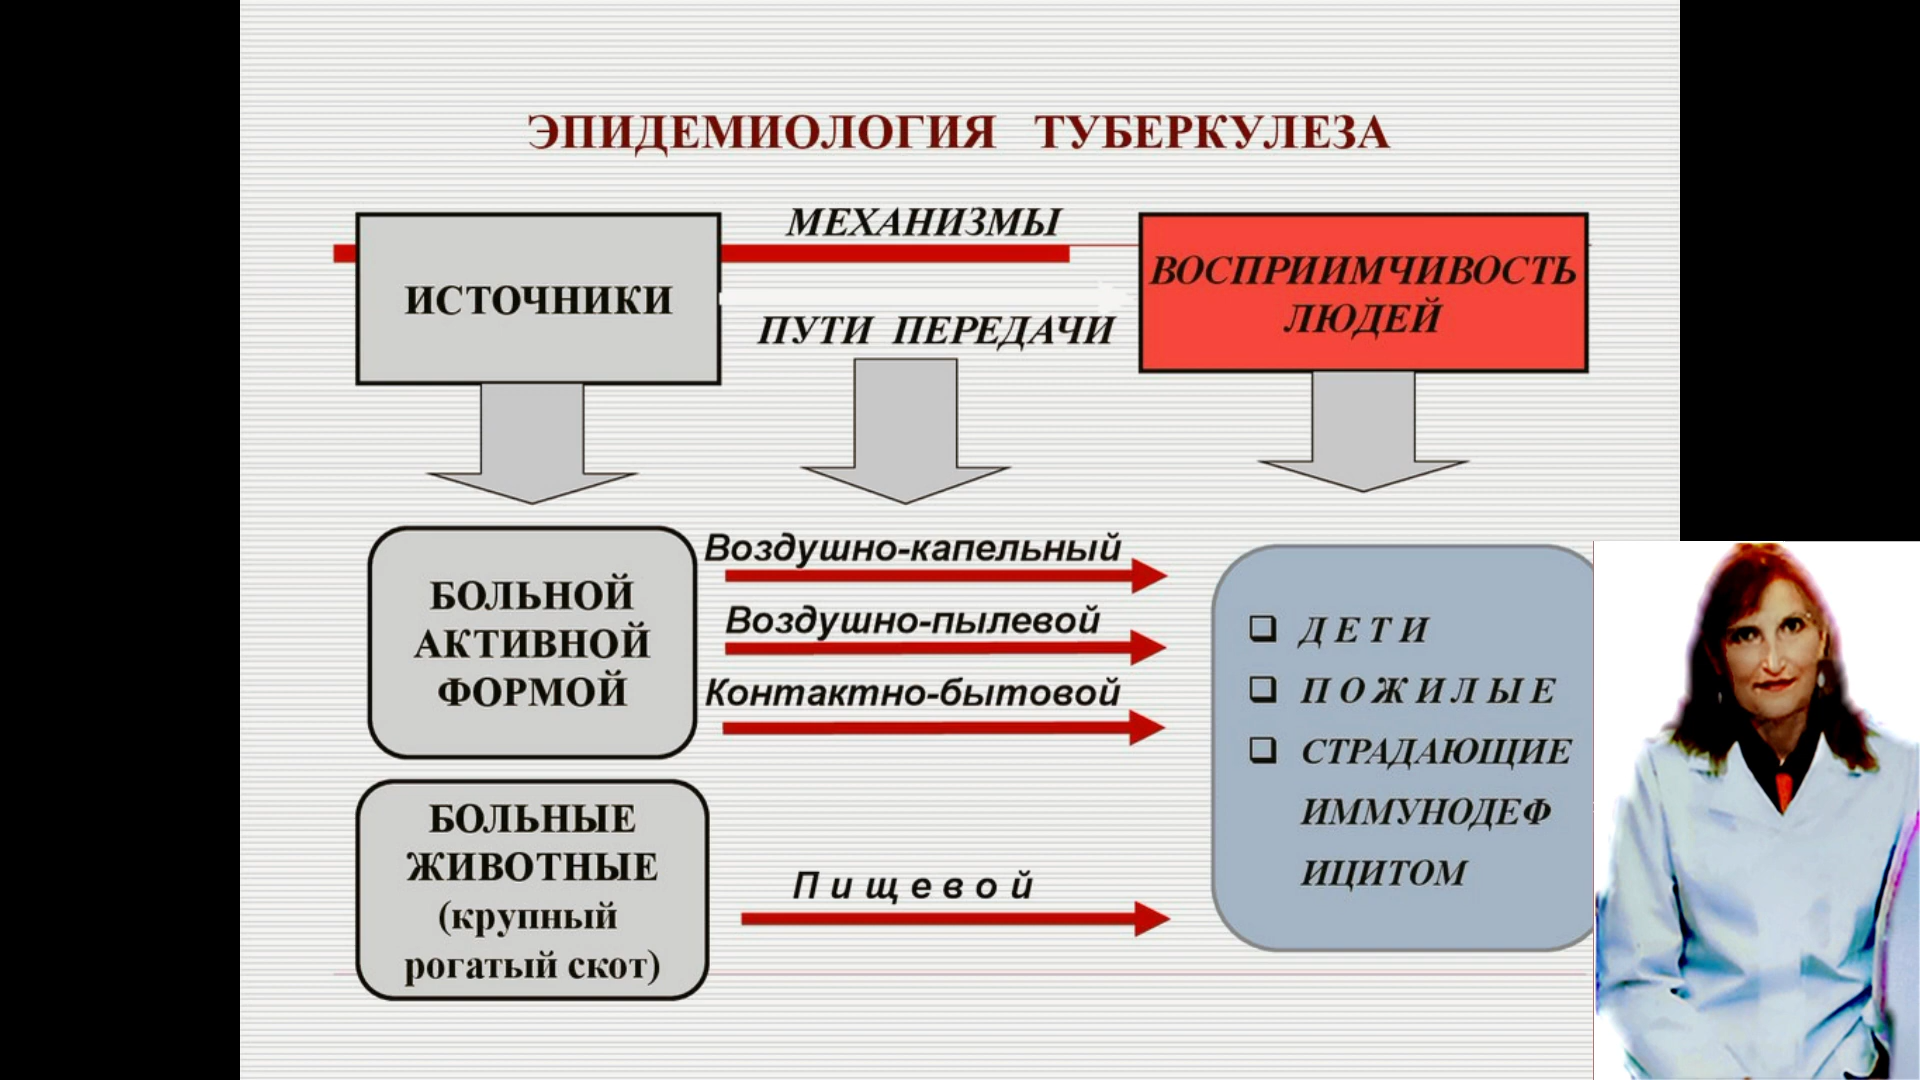 ЭПИДЕМИОЛОГИЯ ТУБЕРКУЛЕЗА
ИСТОЧНИКИ
МЕХАНИЗМЫ
ПУТИ ПЕРЕДАЧИ
ВОСПРИИМЧИВОСТЬ
ЛЮДЕЙ
БОЛЬНОЙ
АКТИВНОЙ
ФОРМОЙ
Воздушно-капельный
Воздушно-пылевой
Контактно-бытовой
ДЕТИ
ПОЖИЛЫЕ
СТРАДАЮЩИЕ
ИММУНОДЕФ
ИЦИТОМ
БОЛЬНЫЕ
ЖИВОТНЫЕ
(крупный
рогатый скот)
Пищевой